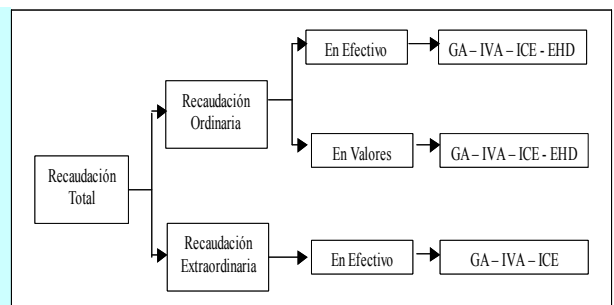 En Efectivo
GA – IVA – ICE - EHD
Recaudación
Ordinaria
En Valores
GA – IVA – ICE - EHD
Recaudación
Total
Recaudación
Extraordinaria
En Efectivo
GA – IVA – ICE